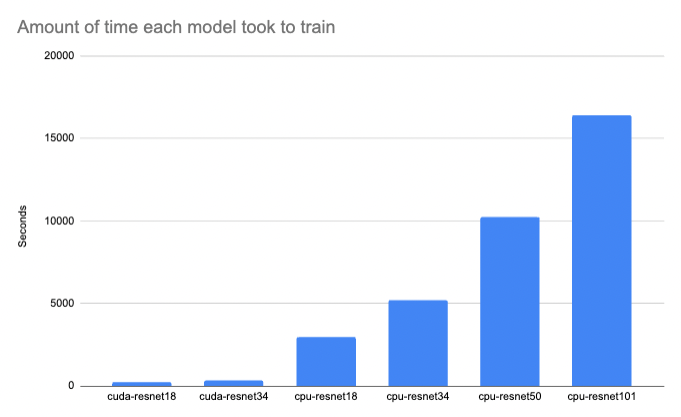 Amount of time each model took to train
20000
15000
10000
5000
0
Seconds
cuda-resnet18 cuda-resnet34 cpu-resnet18 cpu-resnet34 cpu-resnet50 cpu-resnet101